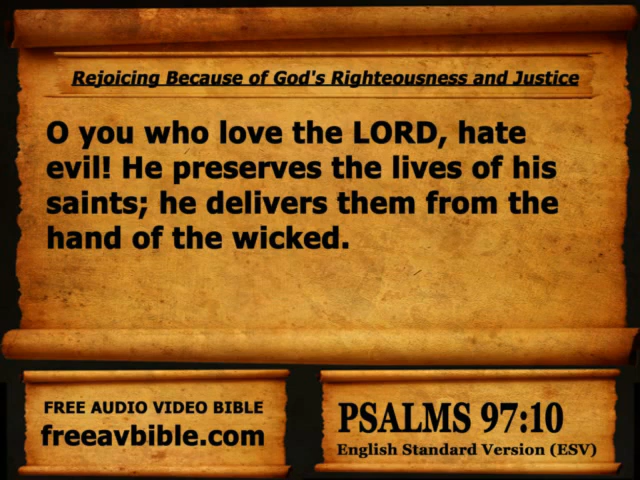 Rejoicing Because of God's Righteousness and Justice
O you who love the LORD, hate
evil! He preserves the lives of his
saints; he delivers them from the
hand of the wicked.
FREE AUDIO VIDEO BIBLE
freeavbible.com
PSALMS 97:10
English Standard Version (ESV)